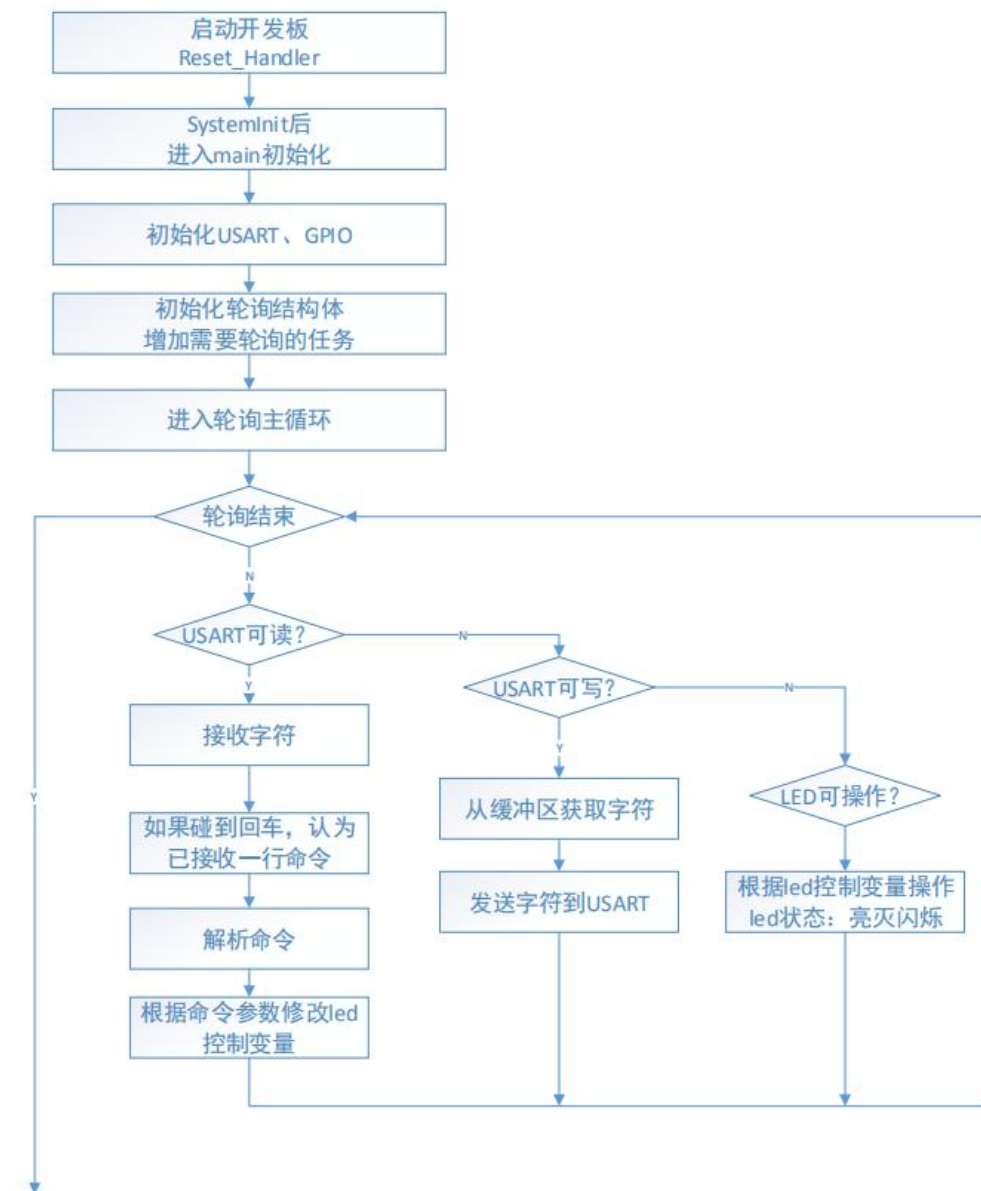 启动开发板
Reset_Handler
SystemInit后
进入main初始化
初始化USART、GPIO
初始化轮询结构体
增加需要轮询的任务
进入轮询主循环
轮询结束
N
USART可读?
N
Y
USART可写?
N
接收字符
Y
LED可操作?
Y
从缓冲区获取字符
如果碰到回车，认为
已接收一行命令
发送字符到USART
根据led控制变量操作
led状态：亮灭闪烁
解析命令
根据命令参数修改led
控制变量